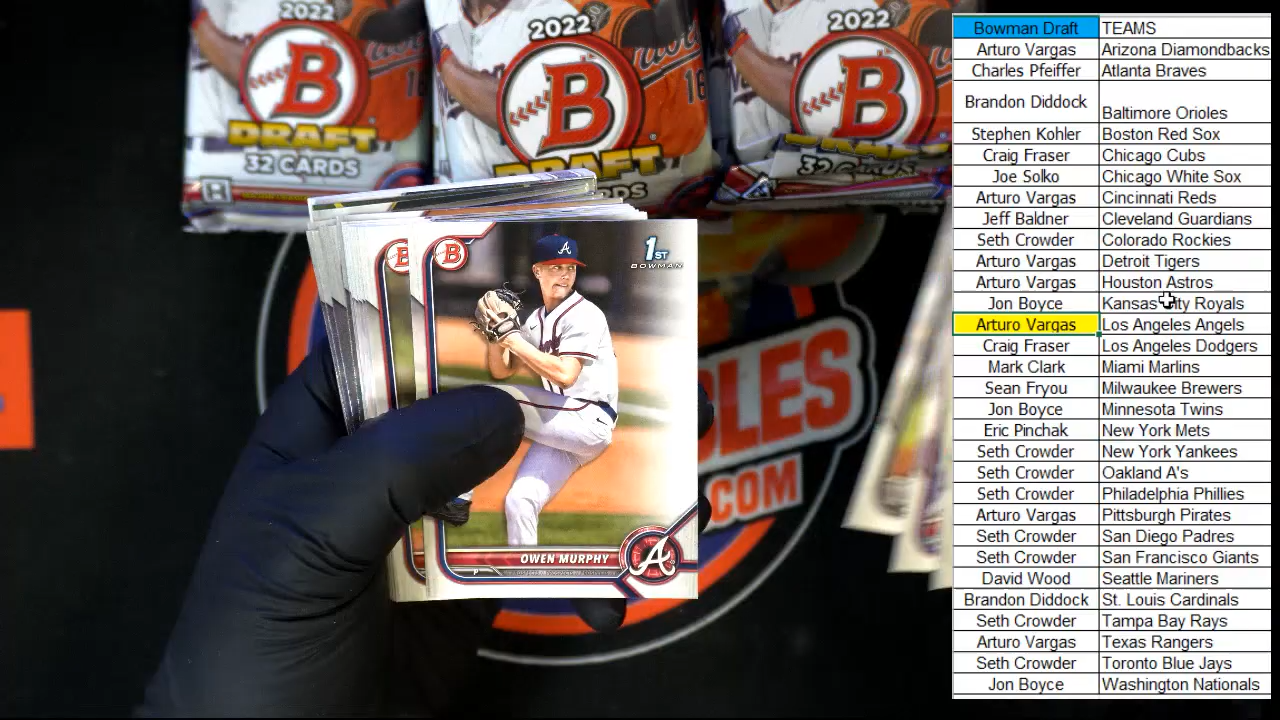 2022
B
DRAFT
32 CARDS
2022
B
DRAFT
DS
2022
B
DRAFT
32 CARDS
B
B
1ST
BOWMAN
A
OWEN MURPHY
P
A
BLES
.COM
Bowman Draft TEAMS
Arturo Vargas Arizona Diamondbacks
Charles Pfeiffer Atlanta Braves
Brandon Diddock Baltimore Orioles
Stephen Kohler Boston Red Sox
Craig Fraser Chicago Cubs
Joe Solko Chicago White Sox
Arturo Vargas Cincinnati Reds
Jeff Baldner Cleveland Guardians
Seth Crowder Colorado Rockies
Arturo Vargas Detroit Tigers
Arturo Vargas Houston Astros
Jon Boyce Kansas City Royals
Arturo Vargas Los Angeles Angels
Craig Fraser Los Angeles Dodgers
Mark Clark Miami Marlins
Sean Fryou Milwaukee Brewers
Jon Boyce Minnesota Twins
Eric Pinchak New York Mets
Seth Crowder New York Yankees
Seth Crowder Oakland A's
Seth Crowder Philadelphia Phillies
Arturo Vargas Pittsburgh Pirates
Seth Crowder San Diego Padres
Seth Crowder San Francisco Giants
David Wood Seattle Mariners
Brandon Diddock St. Louis Cardinals
Seth Crowder Tampa Bay Rays
Arturo Vargas Texas Rangers
Seth Crowder Toronto Blue Jays
Jon Boyce Washington Nationals